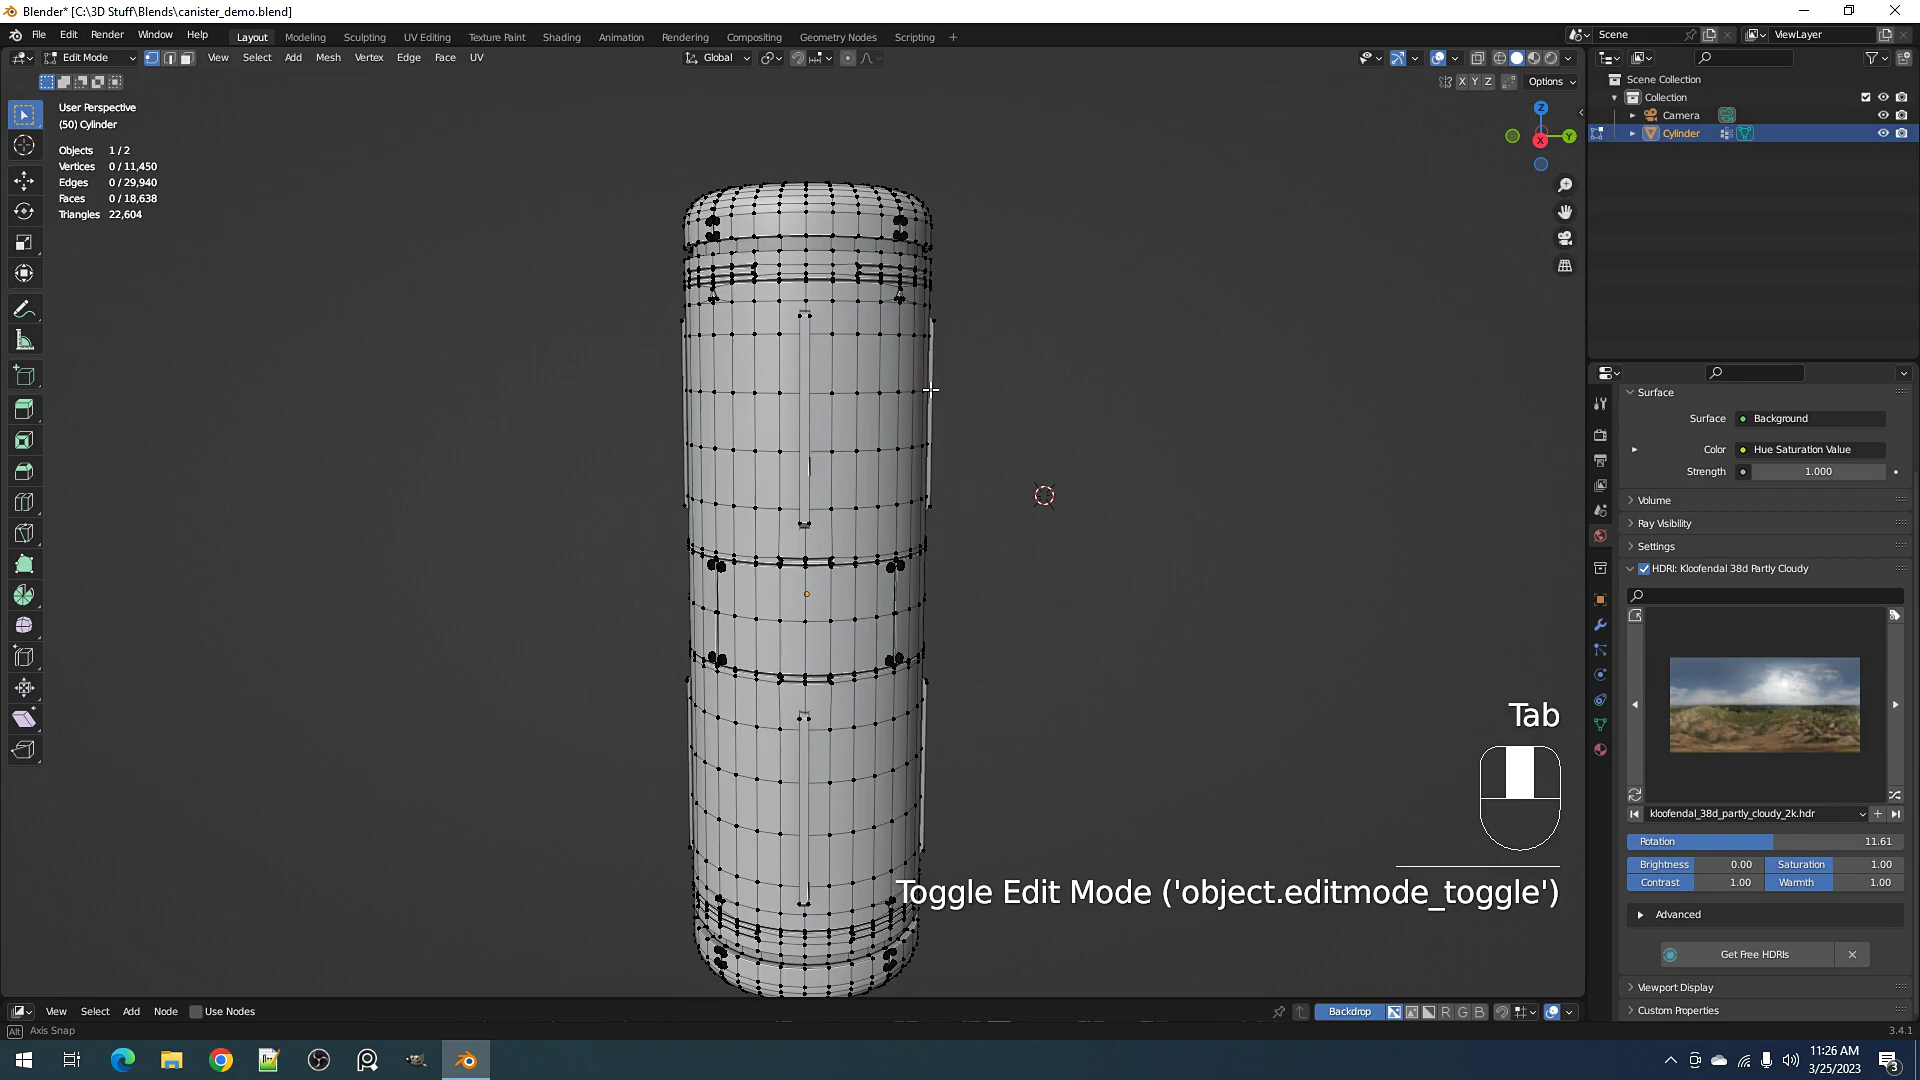 Blender* [C:\3D Stuff\Blends\canister_demo.blend]
File Edit Render Window Help Layout Modeling Sculpting UV Editing Texture Paint Shading Animation Rendering Compositing Geometry Nodes Scripting + Scene ViewLayer
Edit Mode View Select Add Mesh Vertex Edge Face UV Global
X Y Z Options
User Perspective
(50) Cylinder
Objects 1 / 2
Vertices 0 / 11,450
Edges 0 / 29,940
Faces 0 / 18,638
Triangles 22,604
Z
Y
X
Scene Collection
Collection
Camera
Cylinder
Surface
Surface Background
Color Hue Saturation Value
Strength 1.000
Volume
Ray Visibility
Settings
HDRI: Kloofendal 38d Partly Cloudy
kloofendal_38d_partly_cloudy_2k.hdr
Rotation 11.61
Brightness 0.00 Saturation 1.00
Contrast 1.00 Warmth 1.00
Advanced
Get Free HDRIs
Viewport Display
Custom Properties
Tab
Toggle Edit Mode ('object.editmode_toggle')
View Select Add Node Use Nodes Backdrop R G B
Alt Axis Snap 3.4.1
11:26 AM
3/25/2023
3